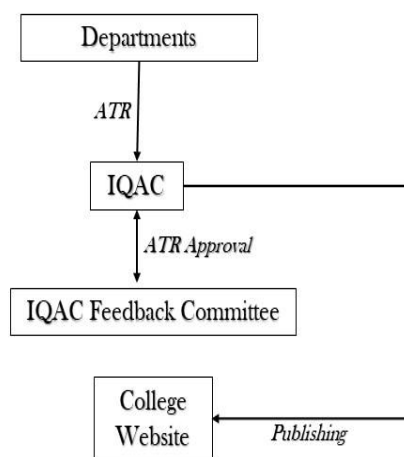 Departments
ATR
IQAC
ATR Approval
IQAC Feedback Committee
College
Website
Publishing